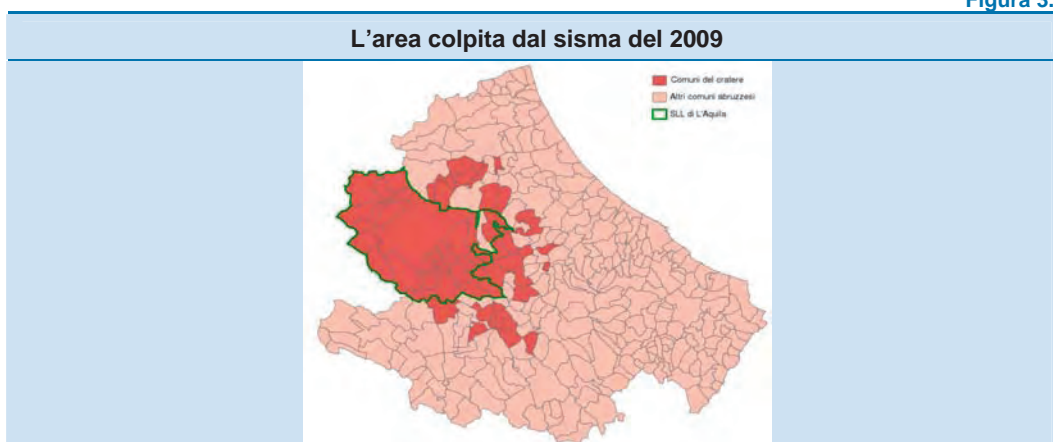 Figura 3.
L'area colpita dal sisma del 2009
Comuni del cratere
Altri comuni abruzzesi
SLL di L'Aquila